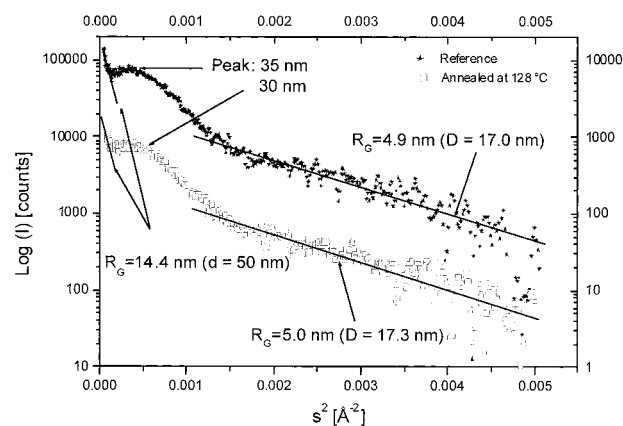 0.000 0.001 0.002 0.003 0.004 0.005
100000
10000
1000
100
10
10000
1000
100
10
1
Log (I) [counts]
Peak: 35 nm
30 nm
Reference
Annealed at 128 °C
R_G=4.9 nm (D = 17.0 nm)
R_G=14.4 nm (d = 50 nm)
R_G=5.0 nm (D = 17.3 nm)
0.000 0.001 0.002 0.003 0.004 0.005
s² [Å⁻²]